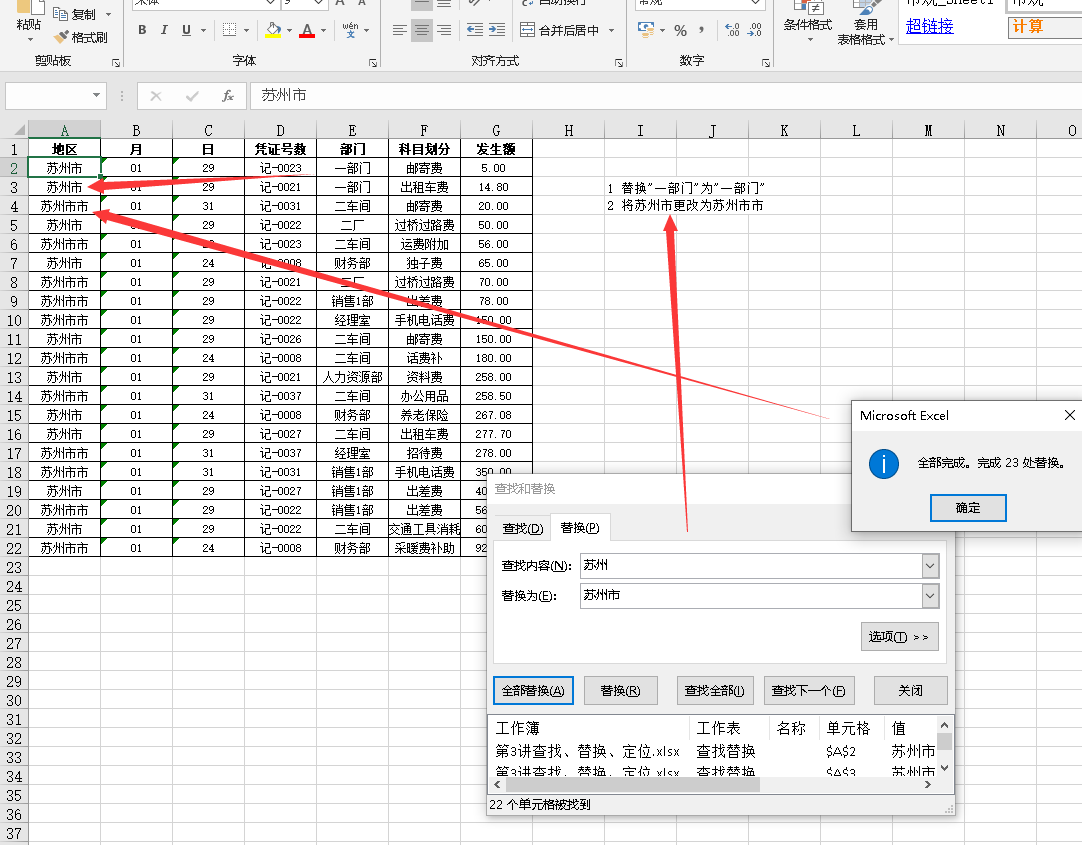 宋体 9 常规
粘贴 复制 格式刷 B I U A A wén 文 自动换行 合并后居中 % , .00 条件格式 套用 常规_Sheet1 常规
表格格式 超链接 计算
剪贴板 字体 对齐方式 数字
fx 苏州市
A B C D E F G H I J K L M N O
1 地区 月 日 凭证号数 部门 科目划分 发生额
2 苏州市 01 29 记-0023 一部门 邮寄费 5.00
3 苏州市 01 29 记-0021 一部门 出租车费 14.80 1 替换"一部门"为"一部门"
4 苏州市市 01 31 记-0031 二车间 邮寄费 20.00 2 将苏州市更改为苏州市市
5 苏州市 01 29 记-0022 二厂 过桥过路费 50.00
6 苏州市市 01 29 记-0023 二车间 运费附加 56.00
7 苏州市 01 24 记-0008 财务部 独子费 65.00
8 苏州市 01 29 记-0021 二厂 过桥过路费 70.00
9 苏州市市 01 29 记-0022 销售1部 出差费 78.00
10 苏州市市 01 29 记-0022 经理室 手机电话费 150.00
11 苏州市 01 29 记-0026 二车间 邮寄费 150.00
12 苏州市市 01 24 记-0008 二车间 话费补 180.00
13 苏州市 01 29 记-0021 人力资源部 资料费 258.00
14 苏州市市 01 31 记-0037 二车间 办公用品 258.50
15 苏州市 01 24 记-0008 财务部 养老保险 267.08
16 苏州市 01 29 记-0027 二车间 出租车费 277.70
17 苏州市 01 31 记-0037 经理室 招待费 278.00
18 苏州市市 01 31 记-0031 销售1部 手机电话费 350.00
19 苏州市 01 29 记-0027 销售1部 出差费 40
20 苏州市市 01 29 记-0022 销售1部 出差费 56
21 苏州市 01 29 记-0022 二车间 交通工具消耗 60
22 苏州市市 01 24 记-0008 财务部 采暖费补助 92
23
24
25
26
27
28
29
30
31
32
33
34
35
36
37
Microsoft Excel
全部完成。完成 23 处替换。
确定
查找和替换
查找(D) 替换(P)
查找内容(N): 苏州
替换为(E): 苏州市
选项(T) >>
全部替换(A) 替换(R) 查找全部(I) 查找下一个(F) 关闭
工作簿 工作表 名称 单元格 值
第3讲查找、替换、定位.xlsx 查找替换 $A$2 苏州市
第3讲查找、替换、定位.xlsx 查找替换 $A$3 苏州市
22 个单元格被找到